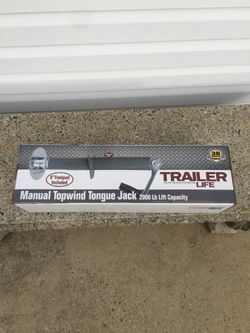 6" Footpad
Included
Manual Topwind Tongue Jack 2000 Lb Lift Capacity
TRAILER
LIFE